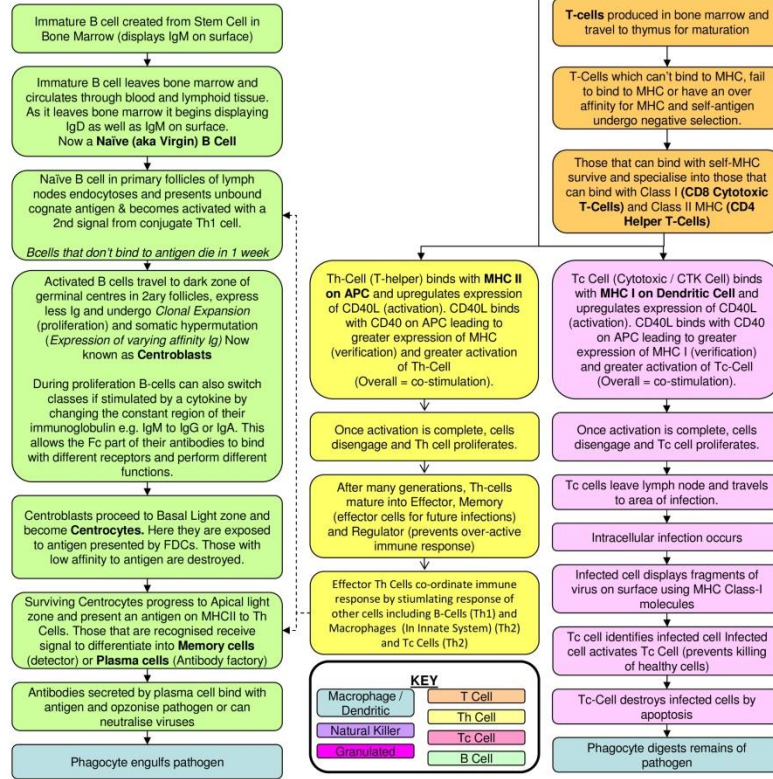 Immature B cell created from Stem Cell in
Bone Marrow (displays IgM on surface)
Immature B cell leaves bone marrow and
circulates through blood and lymphoid tissue.
As it leaves bone marrow it begins displaying
IgD as well as IgM on surface.
Now a Naïve (aka Virgin) B Cell
Naïve B cell in primary follicles of lymph
nodes endocytoses and presents unbound
cognate antigen & becomes activated with a
2nd signal from conjugate Th1 cell.
Bcells that don't bind to antigen die in 1 week
Activated B cells travel to dark zone of
germinal centres in 2ary follicles, express
less Ig and undergo Clonal Expansion
(proliferation) and somatic hypermutation
(Expression of varying affinity Ig) Now
known as Centroblasts
During proliferation B-cells can also switch
classes if stimulated by a cytokine by
changing the constant region of their
immunoglobulin e.g. IgM to IgG or IgA. This
allows the Fc part of their antibodies to bind
with different receptors and perform different
functions.
Centroblasts proceed to Basal Light zone and
become Centrocytes. Here they are exposed
to antigen presented by FDCs. Those with
low affinity to antigen are destroyed.
Surviving Centrocytes progress to Apical light
zone and present an antigen on MHCII to Th
Cells. Those that are recognised receive
signal to differentiate into Memory cells
(detector) or Plasma cells (Antibody factory)
Antibodies secreted by plasma cell bind with
antigen and opzonise pathogen or can
neutralise viruses
Phagocyte engulfs pathogen
T-cells produced in bone marrow and
travel to thymus for maturation
T-Cells which can't bind to MHC, fail
to bind to MHC or have an over
affinity for MHC and self-antigen
undergo negative selection.
Those that can bind with self-MHC
survive and specialise into those that
can bind with Class I (CD8 Cytotoxic
T-Cells) and Class II MHC (CD4
Helper T-Cells)
Th-Cell (T-helper) binds with MHC II
on APC and upregulates expression
of CD40L (activation). CD40L binds
with CD40 on APC leading to
greater expression of MHC
(verification) and greater activation
of Th-Cell
(Overall = co-stimulation).
Once activation is complete, cells
disengage and Th cell proliferates.
After many generations, Th-cells
mature into Effector, Memory
(effector cells for future infections)
and Regulator (prevents over-active
immune response)
Effector Th Cells co-ordinate immune
response by stiumlating response of
other cells including B-Cells (Th1) and
Macrophages (In Innate System) (Th2)
and Tc Cells (Th2)
Tc Cell (Cytotoxic / CTK Cell) binds
with MHC I on Dendritic Cell and
upregulates expression of CD40L
(activation). CD40L binds with CD40
on APC leading to greater
expression of MHC I (verification)
and greater activation of Tc-Cell
(Overall = co-stimulation).
Once activation is complete, cells
disengage and Tc cell proliferates.
Tc cells leave lymph node and travels
to area of infection.
Intracellular infection occurs
Infected cell displays fragments of
virus on surface using MHC Class-I
molecules
Tc cell identifies infected cell Infected
cell activates Tc Cell (prevents killing
of healthy cells)
Tc-Cell destroys infected cells by
apoptosis
Phagocyte digests remains of
pathogen
KEY
Macrophage /
Dendritic
Natural Killer
Granulated
T Cell
Th Cell
Tc Cell
B Cell